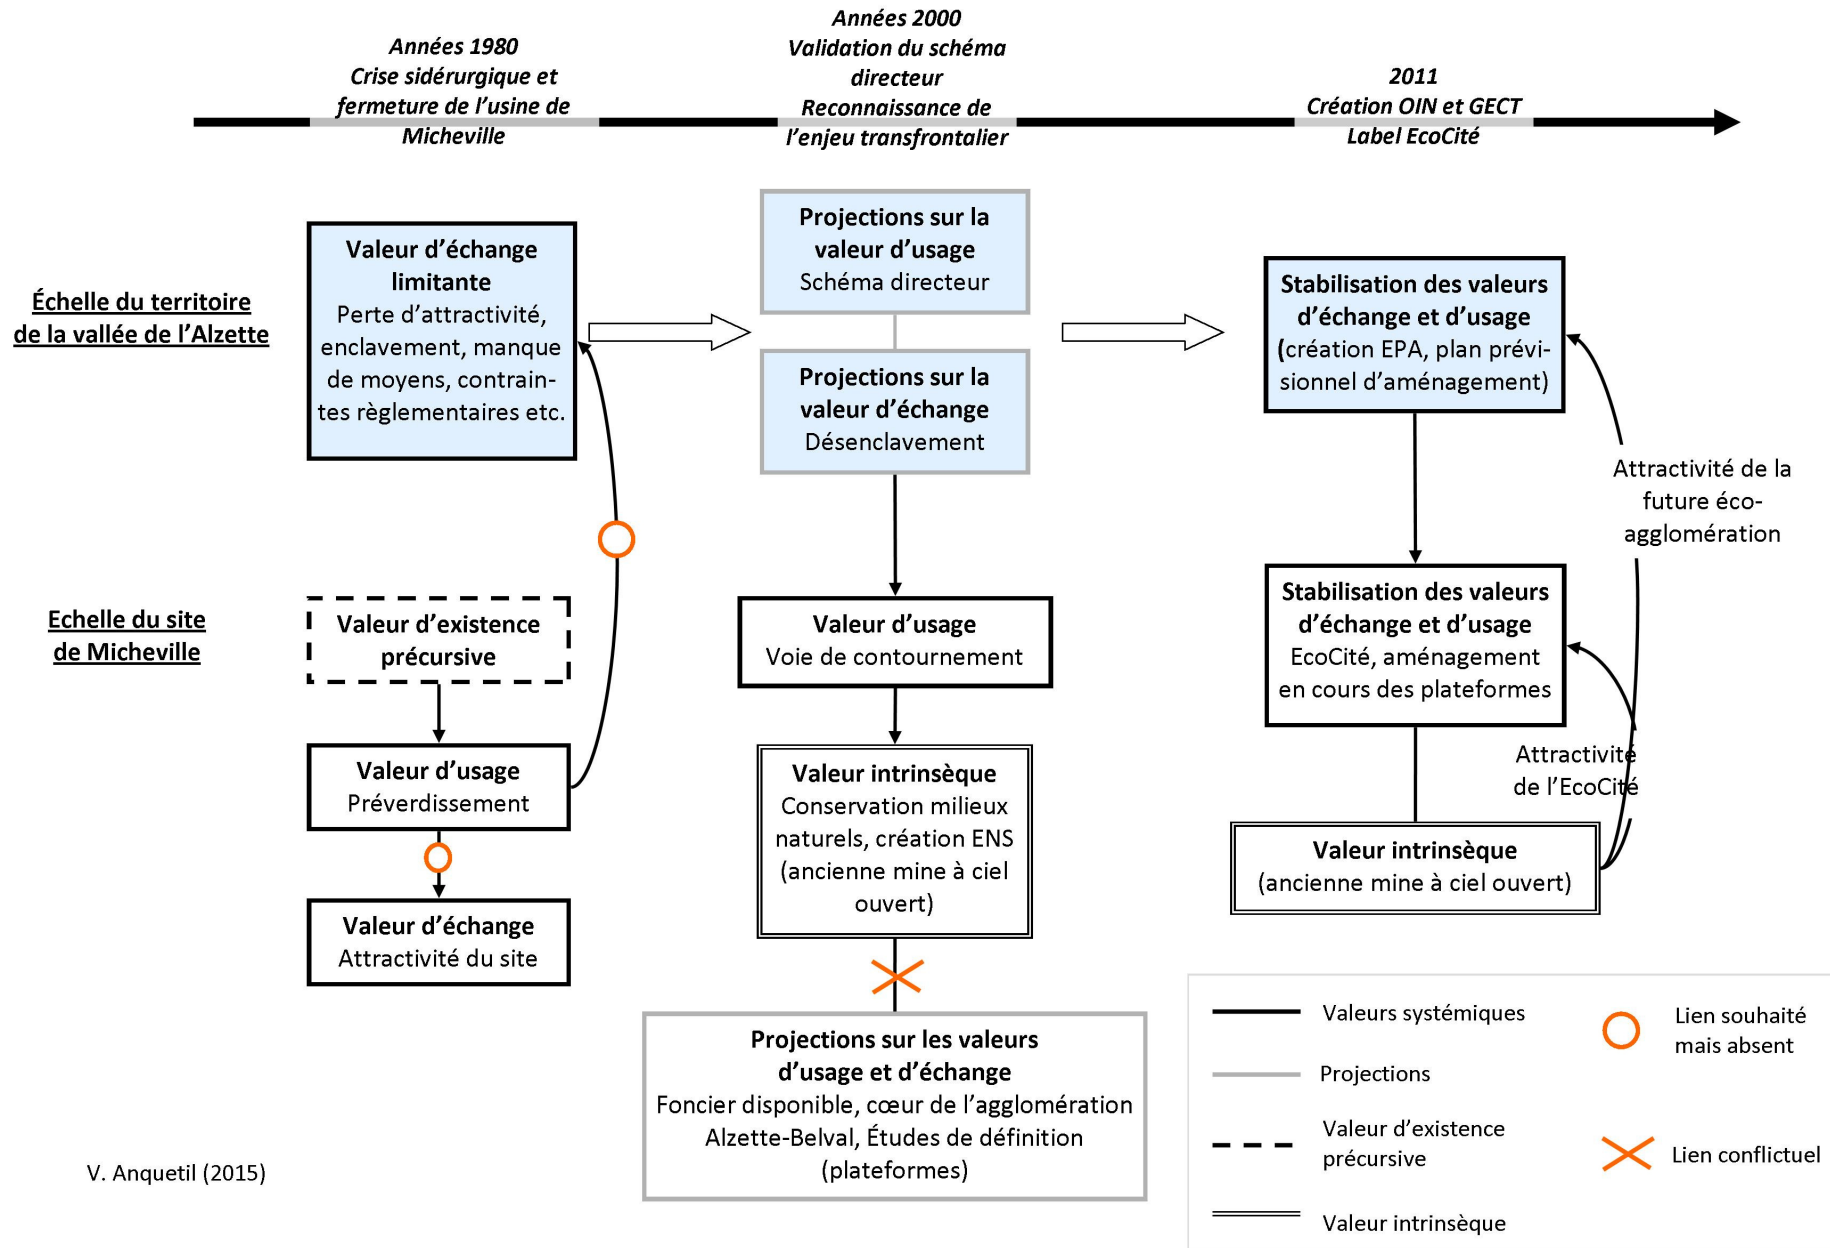 Années 1980
Crise sidérurgique et
fermeture de l'usine de
Micheville
Années 2000
Validation du schéma
directeur
Reconnaissance de
l'enjeu transfrontalier
2011
Création OIN et GECT
Label EcoCité
Échelle du territoire
de la vallée de l'Alzette
Valeur d'échange
limitante
Perte d'attractivité,
enclavement, manque
de moyens, contrain-
tes règlementaires etc.
Projections sur la
valeur d'usage
Schéma directeur
Projections sur la
valeur d'échange
Désenclavement
Stabilisation des valeurs
d'échange et d'usage
(création EPA, plan prévi-
sionnel d'aménagement)
Attractivité de la
future éco-
agglomération
Echelle du site
de Micheville
Valeur d'existence
précursive
Valeur d'usage
Préverdissement
Valeur d'échange
Attractivité du site
Valeur d'usage
Voie de contournement
Valeur intrinsèque
Conservation milieux
naturels, création ENS
(ancienne mine à ciel
ouvert)
Projections sur les valeurs
d'usage et d'échange
Foncier disponible, cœur de l'agglomération
Alzette-Belval, Études de définition
(plateformes)
Stabilisation des valeurs
d'échange et d'usage
EcoCité, aménagement
en cours des plateformes
Attractivité
de l'EcoCité
Valeur intrinsèque
(ancienne mine à ciel ouvert)
Valeurs systémiques
Projections
Valeur d'existence
précursive
Valeur intrinsèque
Lien souhaité
mais absent
Lien conflictuel
V. Anquetil (2015)